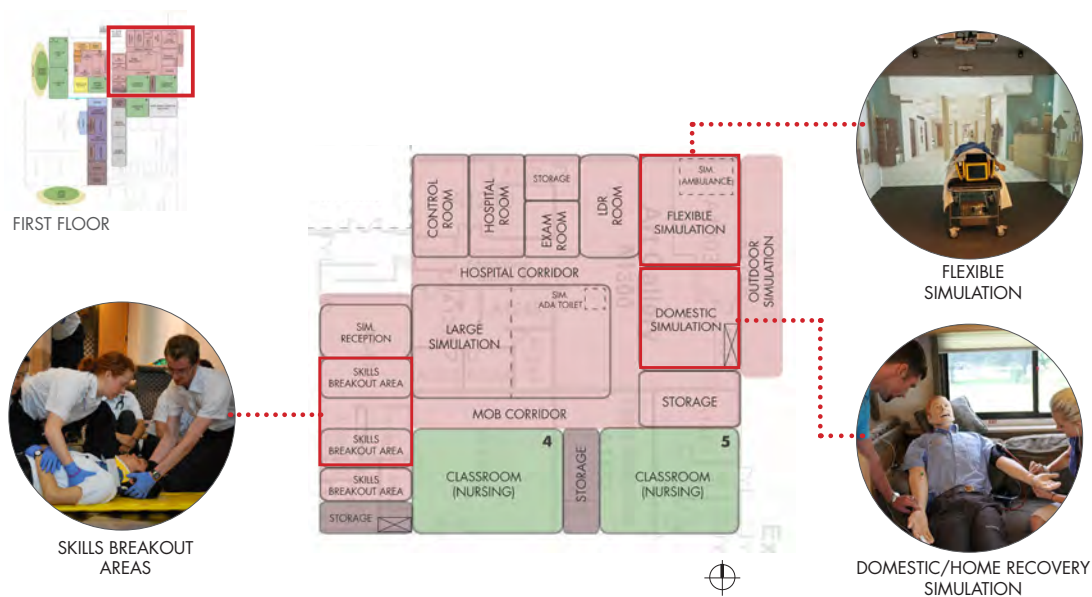 FIRST FLOOR
CONTROL
ROOM
HOSPITAL
ROOM
STORAGE
EXAM
ROOM
LDR
ROOM
SIM.
AMBULANCE
FLEXIBLE
SIMULATION
OUTDOOR
SIMULATION
FLEXIBLE
SIMULATION
HOSPITAL CORRIDOR
SIM.
ADA TOILET
DOMESTIC
SIMULATION
SIM.
RECEPTION
LARGE
SIMULATION
SKILLS
BREAKOUT AREA
STORAGE
MOB CORRIDOR
SKILLS
BREAKOUT AREA
4
5
CLASSROOM
(NURSING)
STORAGE
CLASSROOM
(NURSING)
SKILLS
BREAKOUT AREA
STORAGE
SKILLS BREAKOUT
AREAS
DOMESTIC/HOME RECOVERY
SIMULATION